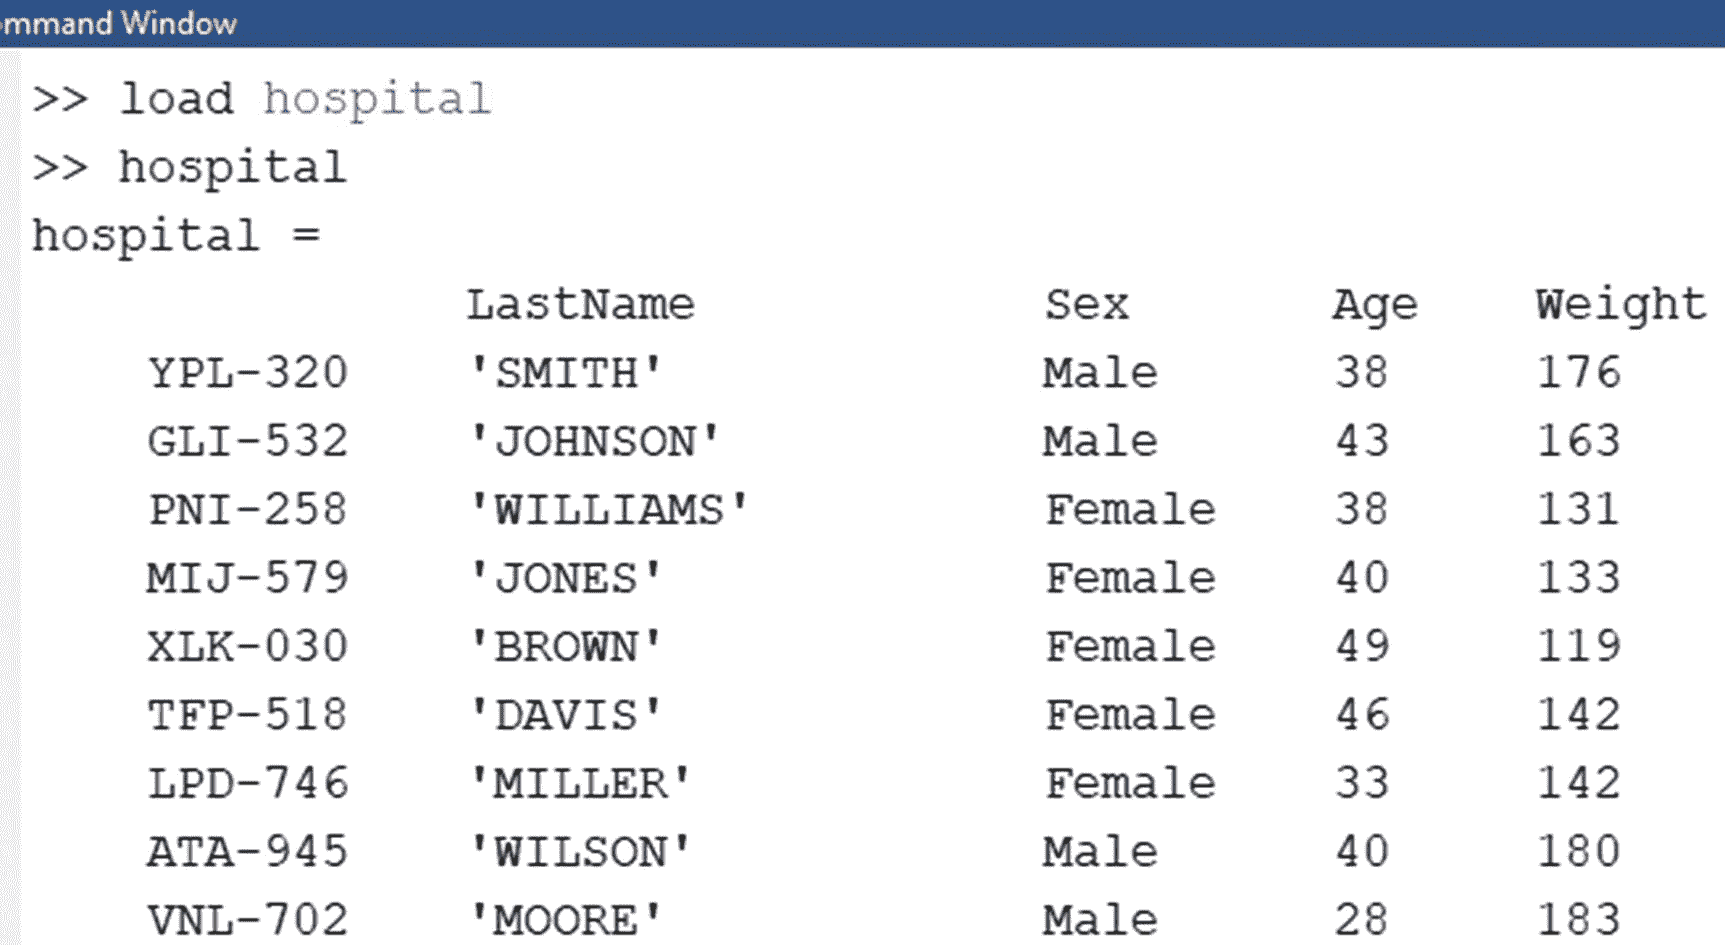 ommand Window
>> load hospital
>> hospital
hospital =
LastName Sex Age Weight
YPL-320 'SMITH' Male 38 176
GLI-532 'JOHNSON' Male 43 163
PNI-258 'WILLIAMS' Female 38 131
MIJ-579 'JONES' Female 40 133
XLK-030 'BROWN' Female 49 119
TFP-518 'DAVIS' Female 46 142
LPD-746 'MILLER' Female 33 142
ATA-945 'WILSON' Male 40 180
VNL-702 'MOORE' Male 28 183